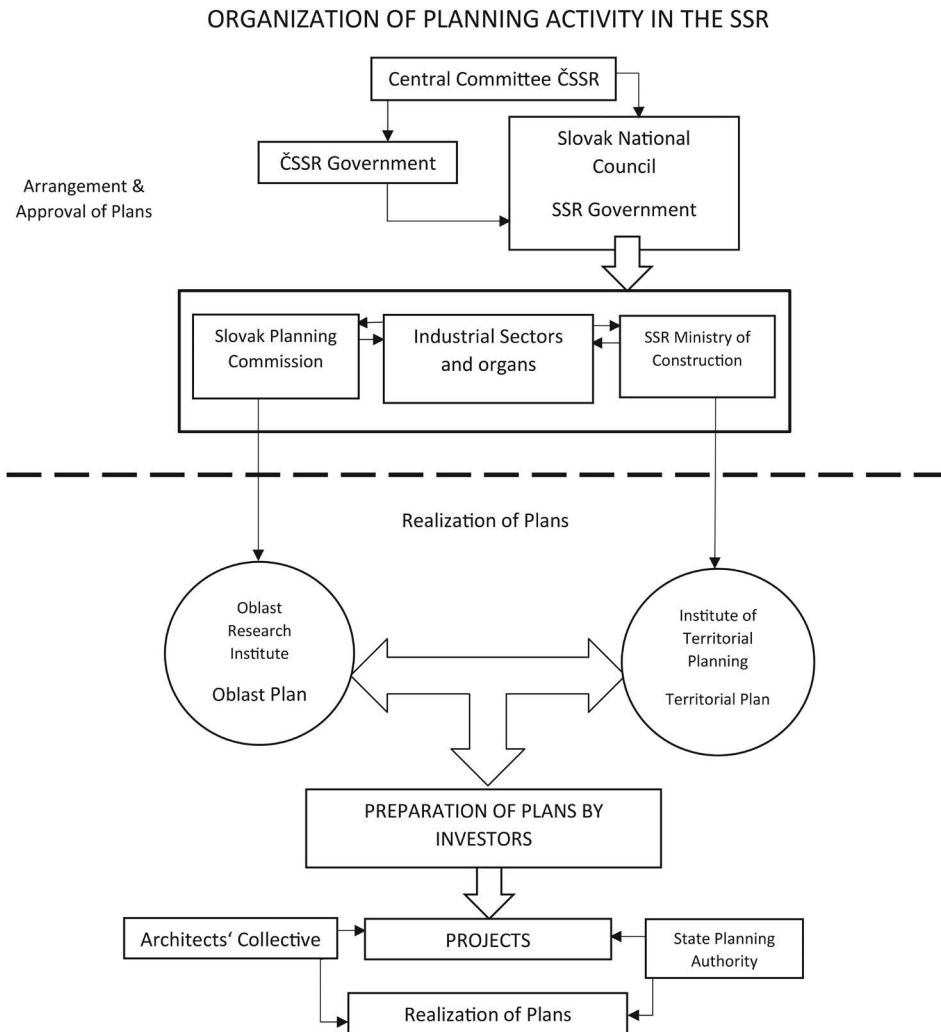 ORGANIZATION OF PLANNING ACTIVITY IN THE SSR
Central Committee ČSSR
ČSSR Government
Slovak National
Council
SSR Government
Arrangement &
Approval of Plans
Slovak Planning
Commission
Industrial Sectors
and organs
SSR Ministry of
Construction
Realization of Plans
Oblast
Research
Institute
Oblast Plan
Institute of
Territorial
Planning
Territorial Plan
PREPARATION OF PLANS BY
INVESTORS
Architects‘ Collective
PROJECTS
State Planning
Authority
Realization of Plans